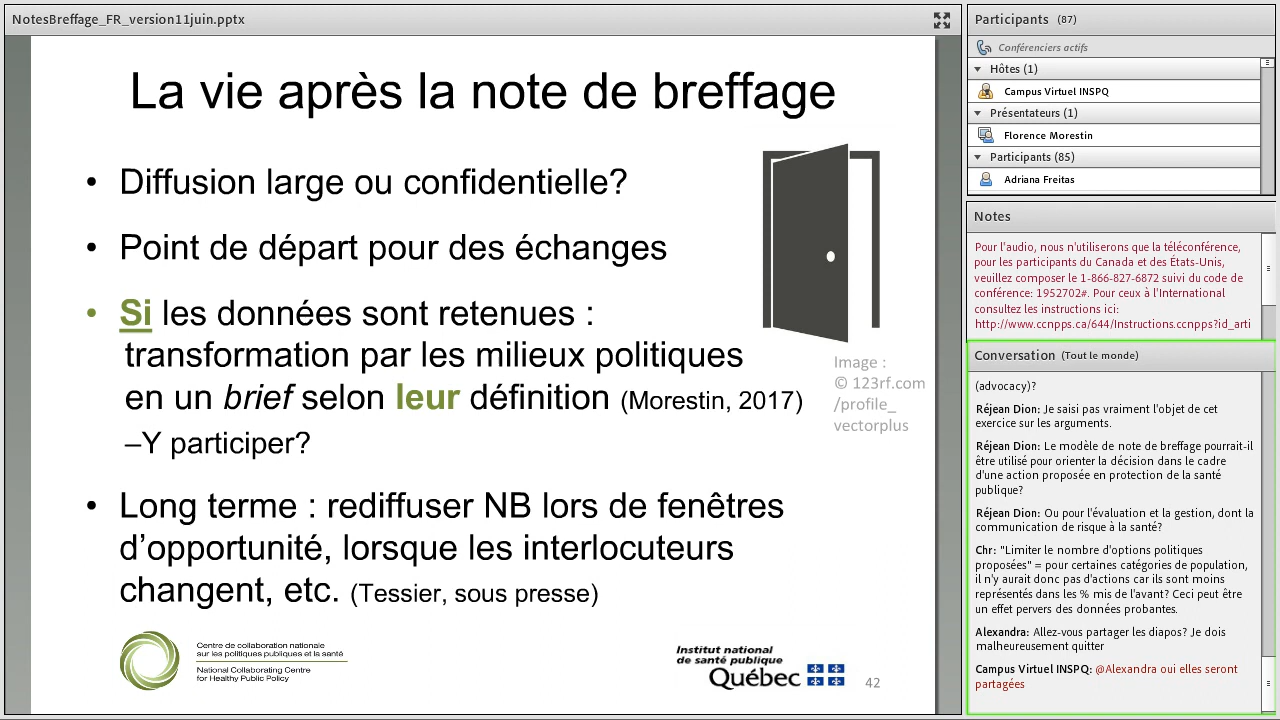 NotesBreffage_FR_version11juin.pptx
La vie après la note de breffage
• Diffusion large ou confidentielle?
• Point de départ pour des échanges
• Si les données sont retenues :
transformation par les milieux politiques
en un brief selon leur définition (Morestin, 2017)
–Y participer?
• Long terme : rediffuser NB lors de fenêtres
d’opportunité, lorsque les interlocuteurs
changent, etc. (Tessier, sous presse)
Image :
© 123rf.com
/profile_
vectorplus
Centre de collaboration nationale
sur les politiques publiques et la santé
National Collaborating Centre
for Healthy Public Policy
Institut national
de santé publique
Québec
42
Participants (87)
Conférenciers actifs
Hôtes (1)
Campus Virtuel INSPQ
Présentateurs (1)
Florence Morestin
Participants (85)
Adriana Freitas
Notes
Pour l'audio, nous n'utiliserons que la téléconférence,
pour les participants du Canada et des États-Unis,
veuillez composer le 1-866-827-6872 suivi du code de
conférence: 1952702#. Pour ceux à l'International
consultez les instructions ici:
http://www.ccnpps.ca/644/Instructions.ccnpps?id_arti
Conversation (Tout le monde)
(advocacy)?
Réjean Dion: Je saisi pas vraiment l'objet de cet
exercice sur les arguments.
Réjean Dion: Le modèle de note de breffage pourrait-il
être utilisé pour orienter la décision dans le cadre
d'une action proposée en protection de la santé
publique?
Réjean Dion: Ou pour l'évaluation et la gestion, dont la
communication de risque à la santé?
Chr: "Limiter le nombre d'options politiques
proposées" = pour certaines catégories de population,
il n'y aurait donc pas d'actions car ils sont moins
représentés dans les % mis de l'avant? Ceci peut être
un effet pervers des données probantes.
Alexandra: Allez-vous partager les diapos? Je dois
malheureusement quitter
Campus Virtuel INSPQ: @Alexandra oui elles seront
partagées